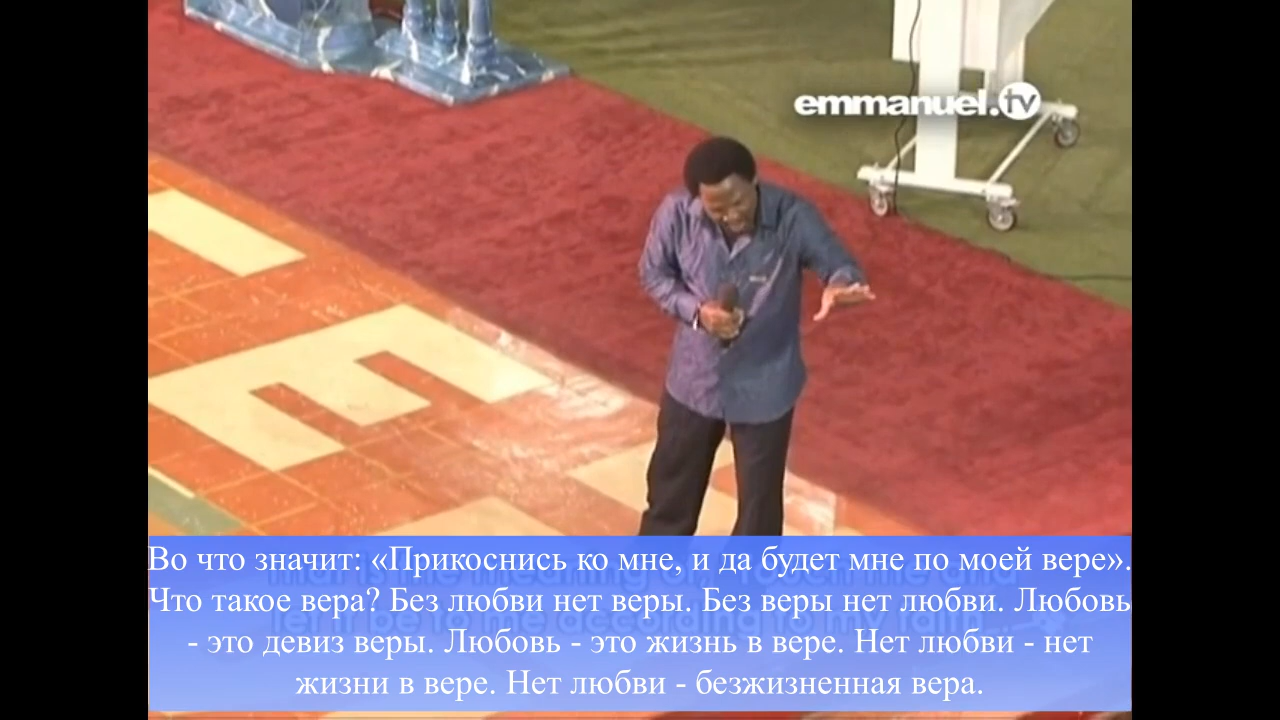 emmanuel.tv
Во что значит: «Прикоснись ко мне, и да будет мне по моей вере».
Что такое вера? Без любви нет веры. Без веры нет любви. Любовь
- это девиз веры. Любовь - это жизнь в вере. Нет любви - нет
жизни в вере. Нет любви - безжизненная вера.